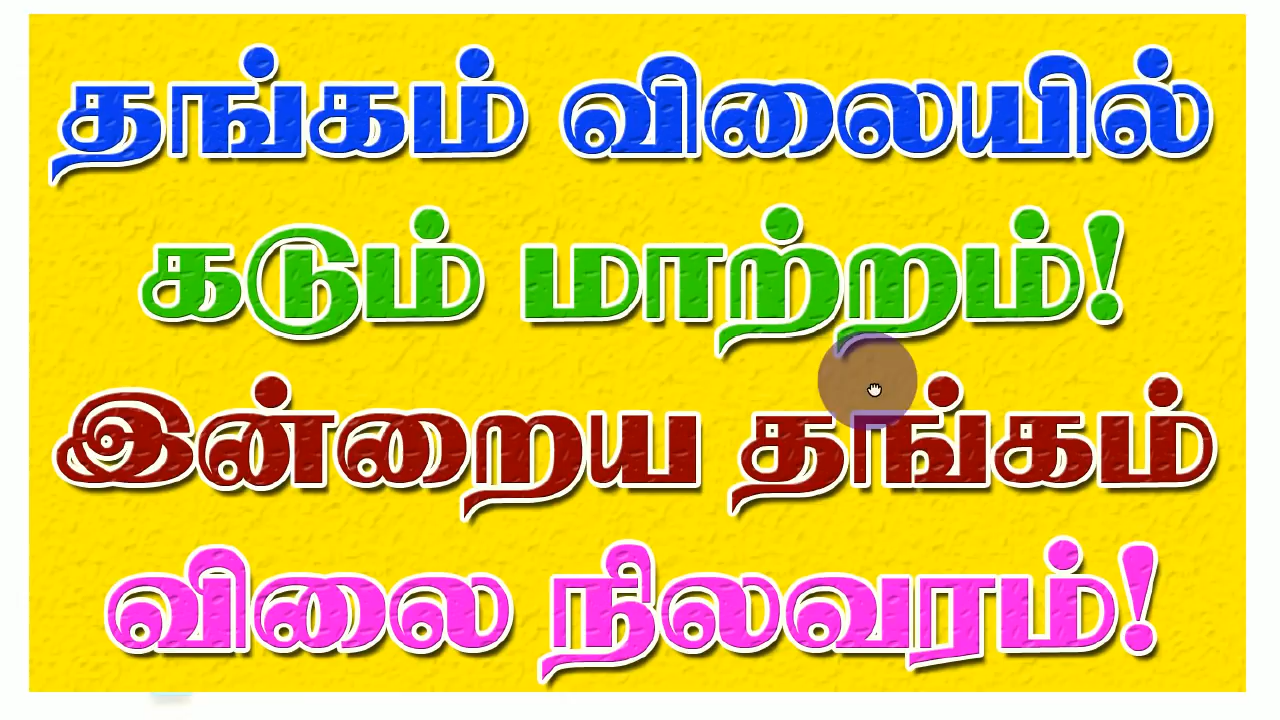 தங்கம் விலையில்
கடும் மாற்றம்!
இன்றைய தங்கம்
விலை நிலவரம்!